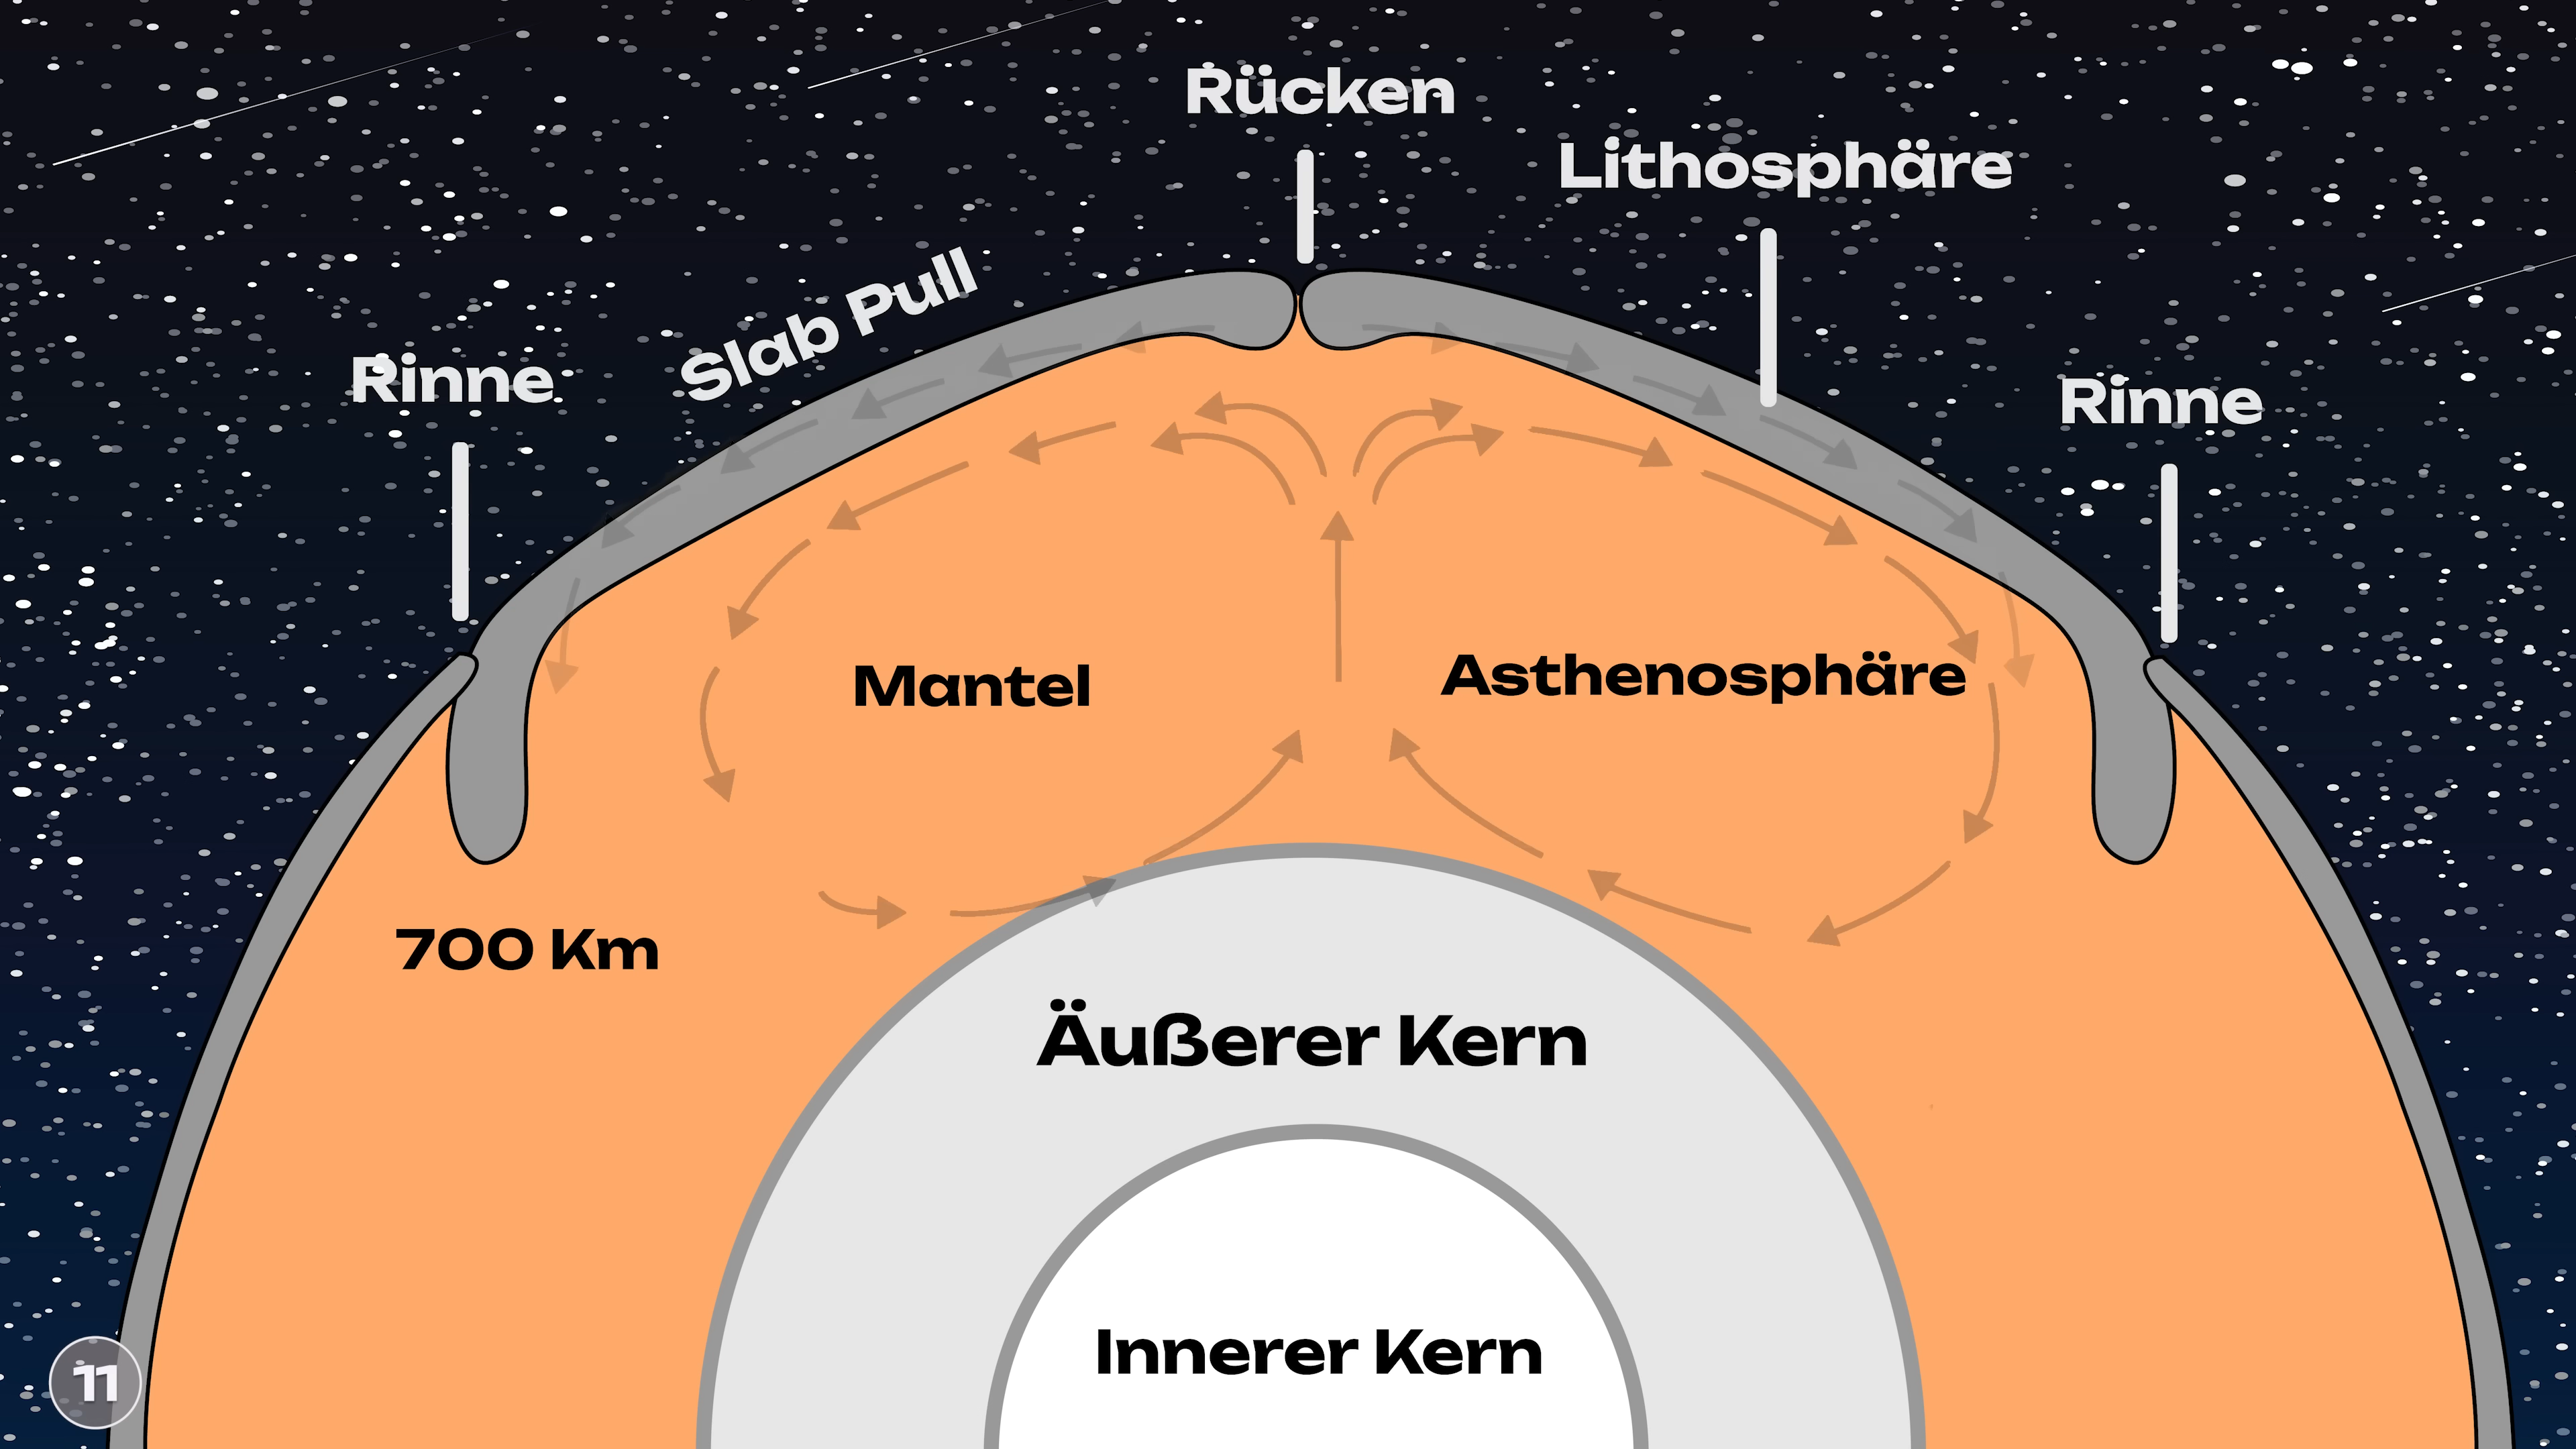 Rücken
Lithosphäre
Slab Pull
Rinne
Rinne
Mantel
Asthenosphäre
700 Km
Äußerer Kern
Innerer Kern
11